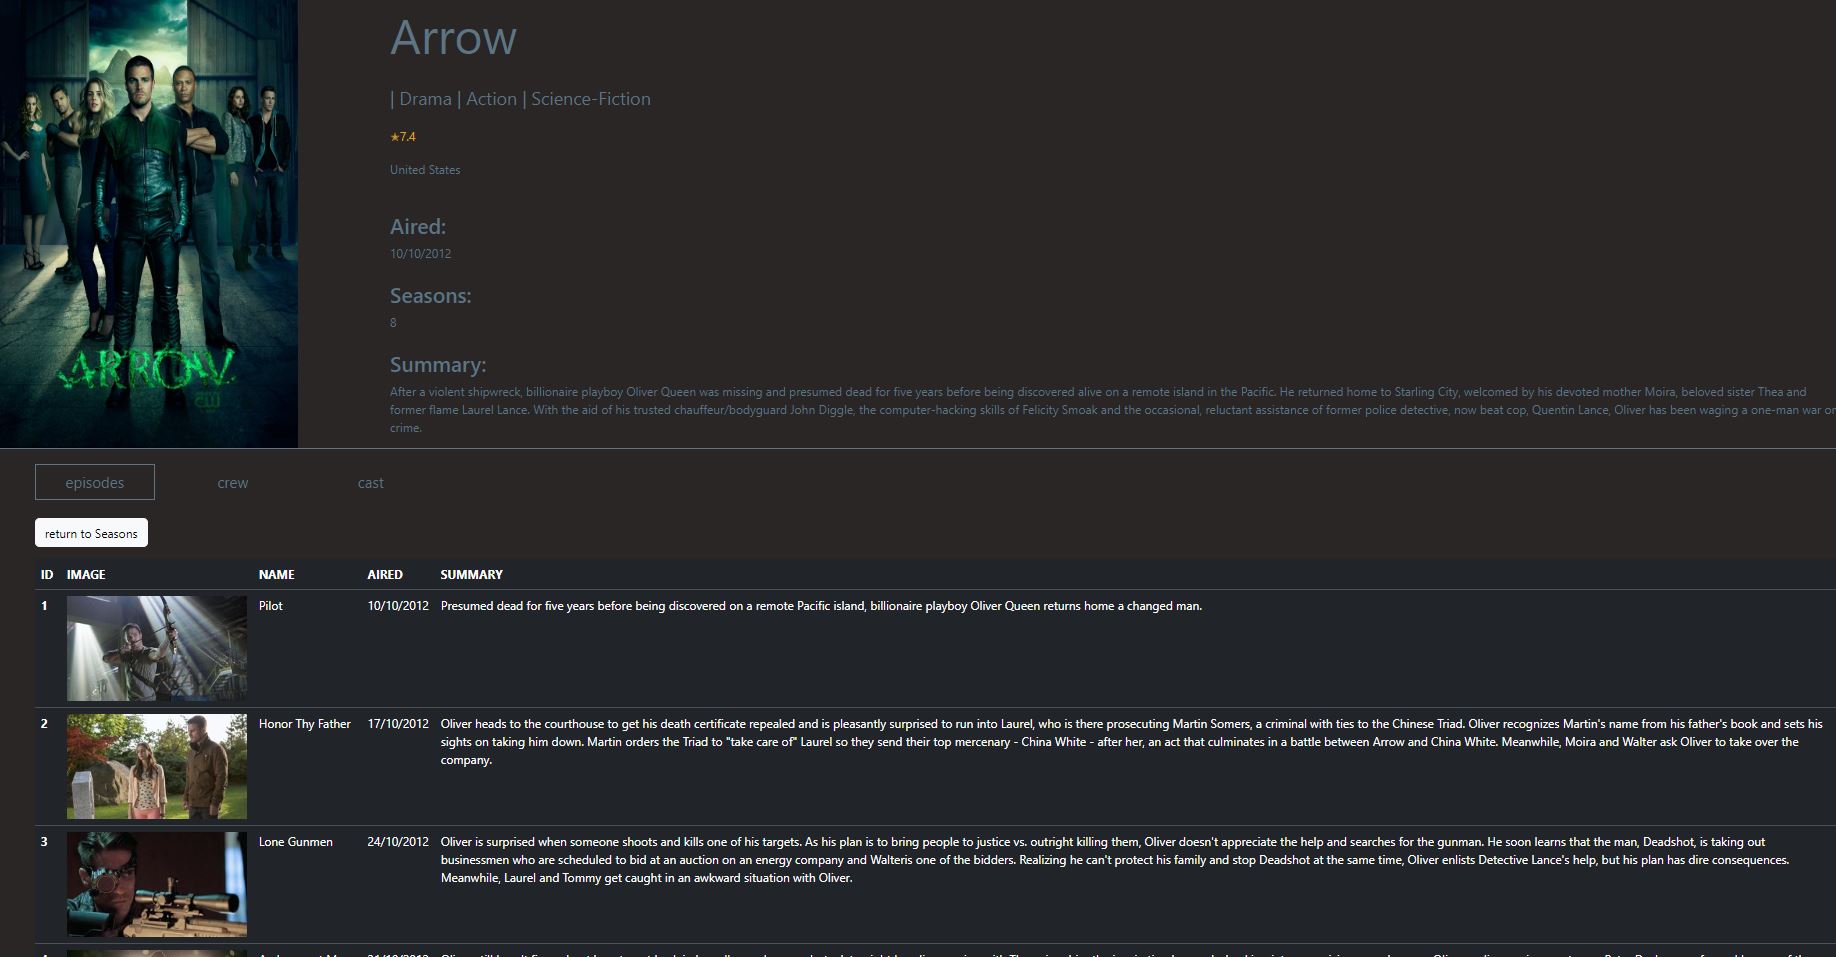 Arrow
| Drama | Action | Science-Fiction
★7.4
United States
Aired:
10/10/2012
Seasons:
8
Summary:
After a violent shipwreck, billionaire playboy Oliver Queen was missing and presumed dead for five years before being discovered alive on a remote island in the Pacific. He returned home to Starling City, welcomed by his devoted mother Moira, beloved sister Thea and
former flame Laurel Lance. With the aid of his trusted chauffeur/bodyguard John Diggle, the computer-hacking skills of Felicity Smoak and the occasional, reluctant assistance of former police detective, now beat cop, Quentin Lance, Oliver has been waging a one-man war on
crime.
ARROW
CW
episodes crew cast
return to Seasons
ID IMAGE NAME AIRED SUMMARY
1 Pilot 10/10/2012 Presumed dead for five years before being discovered on a remote Pacific island, billionaire playboy Oliver Queen returns home a changed man.
2 Honor Thy Father 17/10/2012 Oliver heads to the courthouse to get his death certificate repealed and is pleasantly surprised to run into Laurel, who is there prosecuting Martin Somers, a criminal with ties to the Chinese Triad. Oliver recognizes Martin's name from his father's book and sets his
sights on taking him down. Martin orders the Triad to "take care of" Laurel so they send their top mercenary - China White - after her, an act that culminates in a battle between Arrow and China White. Meanwhile, Moira and Walter ask Oliver to take over the
company.
3 Lone Gunmen 24/10/2012 Oliver is surprised when someone shoots and kills one of his targets. As his plan is to bring people to justice vs. outright killing them, Oliver doesn't appreciate the help and searches for the gunman. He soon learns that the man, Deadshot, is taking out
businessmen who are scheduled to bid at an auction on an energy company and Walteris one of the bidders. Realizing he can't protect his family and stop Deadshot at the same time, Oliver enlists Detective Lance's help, but his plan has dire consequences.
Meanwhile, Laurel and Tommy get caught in an awkward situation with Oliver.